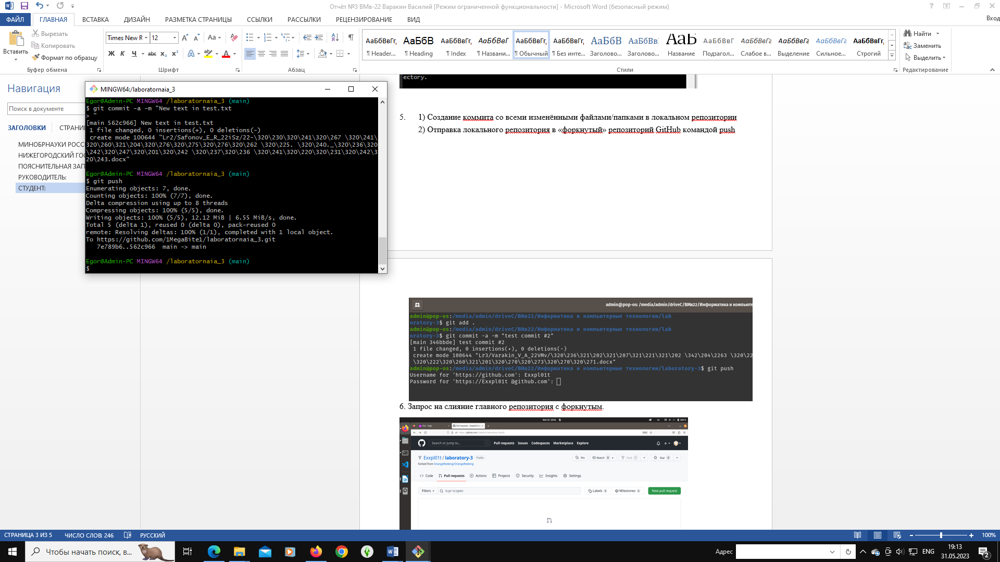 Отчёт №3 ВМв-22 Варакин Василий [Режим ограниченной функциональности] - Microsoft Word (безопасный режим)
ФАЙЛ ГЛАВНАЯ ВСТАВКА ДИЗАЙН РАЗМЕТКА СТРАНИЦЫ ССЫЛКИ РАССЫЛКИ РЕЦЕНЗИРОВАНИЕ ВИД Вход
Вставить
Вырезать
Копировать
Формат по образцу
Буфер обмена
Times New R 12
Шрифт
Абзац
АаБбВвГг, АаБбВ АаБбВвГг, АаБбВвГ АаБбВвГг, АаБбВвГг, АаБбВ АаБбВв АаБ АаБбВвГ АаБбВвГг АаБбВвГг АаБбВвГг АаБбВвГг,
¶ Header... ¶ Heading ¶ Index ¶ Названи... ¶ Обычный ¶ Без инте... Заголово... Заголово... Название Подзагол... Слабое в... Выделение Сильное... Строгий
Стили
Найти
Заменить
Выделить
Редактирование
Навигация
Поиск в документе
ЗАГОЛОВКИ СТРАНИ
МИНОБРНАУКИ РОСС
НИЖЕГОРОДСКИЙ ГОС
ПОЯСНИТЕЛЬНАЯ ЗАП
РУКОВОДИТЕЛЬ:
СТУДЕНТ:
MINGW64:/laboratornaia_3
Egor@Admin-PC MINGW64 /laboratornaia_3 (main)
$ git commit -a -m "New text in test.txt
> "
[main 562c966] New text in test.txt
1 file changed, 0 insertions(+), 0 deletions(-)
create mode 100644 "Lr2/Safonov_E_R_22iSz/22-\320\230\320\241\320\267 \320\241\
320\260\321\204\320\276\320\275\320\276\320\262 \320\225. \320\240._\320\236\320
\242\320\247\320\201\320\242 \320\237\320\236 \320\241\320\220\320\231\320\242\3
20\243.docx"
Egor@Admin-PC MINGW64 /laboratornaia_3 (main)
$ git push
Enumerating objects: 7, done.
Counting objects: 100% (7/7), done.
Delta compression using up to 8 threads
Compressing objects: 100% (5/5), done.
Writing objects: 100% (5/5), 12.12 MiB | 6.55 MiB/s, done.
Total 5 (delta 1), reused 0 (delta 0), pack-reused 0
remote: Resolving deltas: 100% (1/1), completed with 1 local object.
To https://github.com/1MegaBite1/laboratornaia_3.git
7e789b6..562c966 main -> main
Egor@Admin-PC MINGW64 /laboratornaia_3 (main)
$
ectory.
5. 1) Создание коммита со всеми изменёнными файлами/папками в локальном репозитории
2) Отправка локального репозитория в «форкнутый» репозиторий GitHub командой push
admin@pop-os: /media/admin/driveC/ВМв22/Информатика и компьюте
admin@pop-os:/media/admin/driveC/ВМв22/Информатика и компьютерные технологии/lab
oratory-3$ git add .
admin@pop-os:/media/admin/driveC/ВМв22/Информатика и компьютерные технологии/lab
oratory-3$ git commit -a -m "test commit #2"
[main 346bbde] test commit #2
1 file changed, 0 insertions(+), 0 deletions(-)
create mode 100644 "Lr3/Varakin_V_A_22VMv/\320\236\321\202\321\207\321\221\321\202 \342\204\2263 \320\22
\320\222\320\260\321\201\320\270\320\273\320\270\320\271.docx"
admin@pop-os:/media/admin/driveC/ВМв22/Информатика и компьютерные технологии/laboratory-3$ git push
Username for 'https://github.com': Exxpl01t
Password for 'https://Exxpl01t @github.com':
6. Запрос на слияние главного репозитория с форкнутым.
Search or jump to... Pull requests Issues Codespaces Marketplace Explore
Exxpl01t / laboratory-3 Public
forked from OrangeRedeng/OrangeRedeng
Pin Watch 0 Fork Star 0
Code Pull requests Actions Projects Security Insights Settings
Filters is:pr is:open Labels 9 Milestones 0 New pull request
СТРАНИЦА 3 ИЗ 5 ЧИСЛО СЛОВ: 246 РУССКИЙ 100%
Чтобы начать поиск, в...
Адрес
ENG
19:13
31.05.2023
2